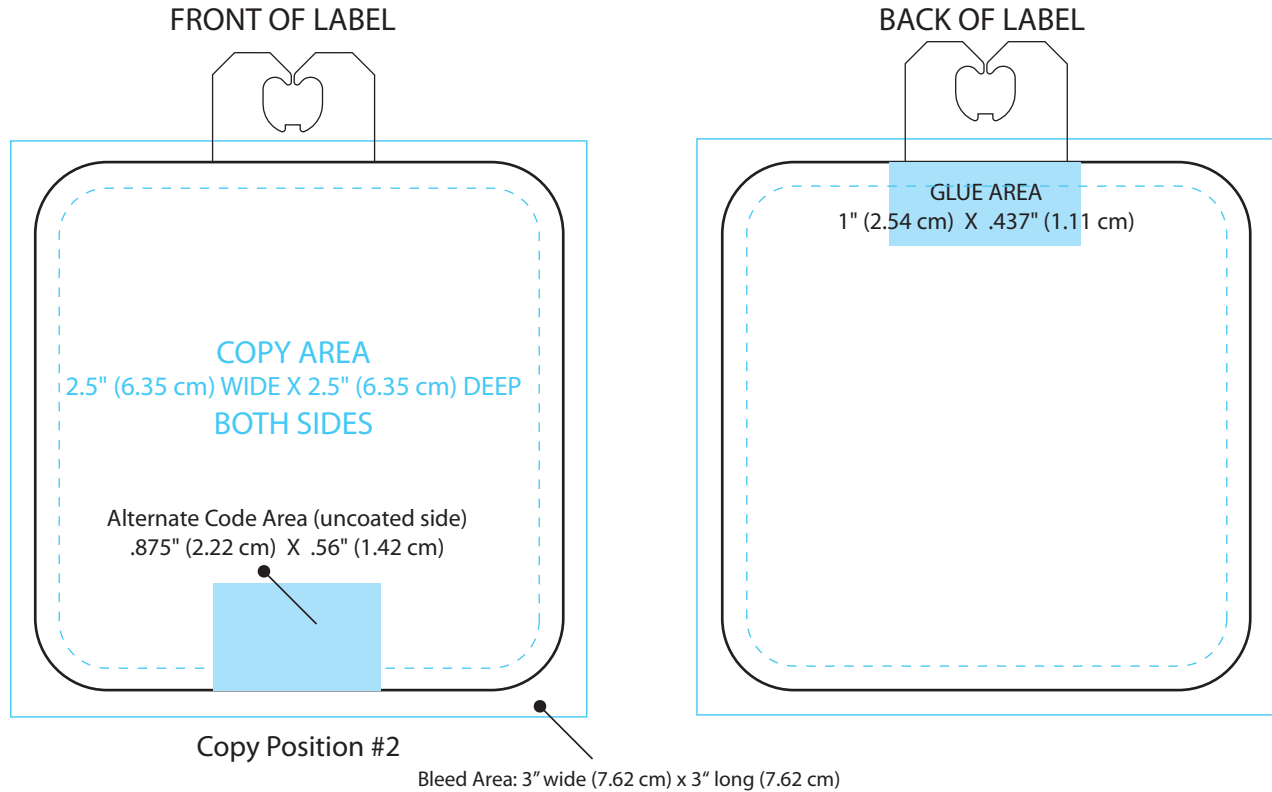 FRONT OF LABEL
BACK OF LABEL
GLUE AREA
1" (2.54 cm) X .437" (1.11 cm)
COPY AREA
2.5" (6.35 cm) WIDE X 2.5" (6.35 cm) DEEP
BOTH SIDES
Alternate Code Area (uncoated side)
.875" (2.22 cm) X .56" (1.42 cm)
Copy Position #2
Bleed Area: 3” wide (7.62 cm) x 3“ long (7.62 cm)